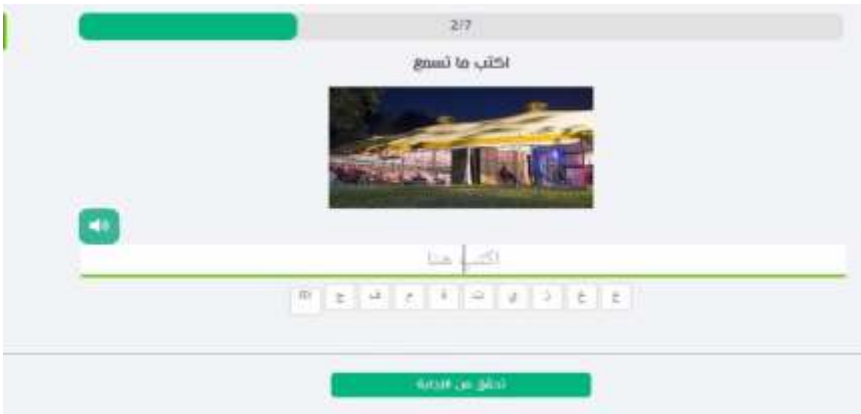 2/7
اكتب ما تسمع
اكتب هنا
تحقق من الإجابة